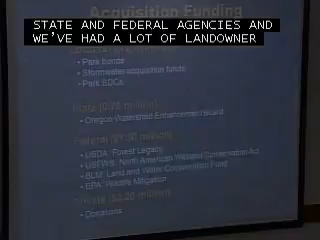 Acquisition Funding
STATE AND FEDERAL AGENCIES AND
WE'VE HAD A LOT OF LANDOWNER
• Park bonds
• Stormwater acquisition funds
• Park SDCs
• Oregon Watershed Enhancement Board
• USDA: Forest Legacy
• USFWS: North American Wetland Conservation Act
• BLM: Land and Water Conservation Fund
• EPA: Wildlife Mitigation
• Donations